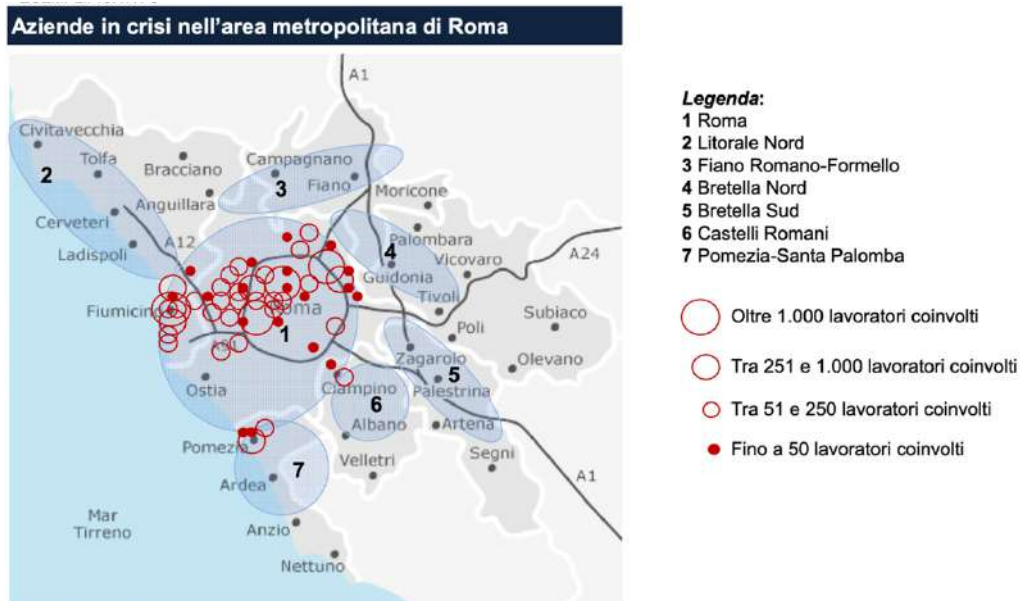 Aziende in crisi nell'area metropolitana di Roma
A1
Civitavecchia
Tolfa
Bracciano
Campagnano
2
3
Fiano
Moricone
Anguillara
Cerveteri
A12
Palombara
Ladispoli
4
Vicovaro
A24
Guidonia
Tivoli
Fiumicino
Roma
Subiaco
1
Poli
A91
Zagarolo
Olevano
Ostia
Ciampino
5
Palestrina
6
Albano
Artena
Pomezia
Velletri
Segni
7
Ardea
A1
Mar
Tirreno
Anzio
Nettuno
Legenda:
1 Roma
2 Litorale Nord
3 Fiano Romano-Formello
4 Bretella Nord
5 Bretella Sud
6 Castelli Romani
7 Pomezia-Santa Palomba
Oltre 1.000 lavoratori coinvolti
Tra 251 e 1.000 lavoratori coinvolti
Tra 51 e 250 lavoratori coinvolti
Fino a 50 lavoratori coinvolti